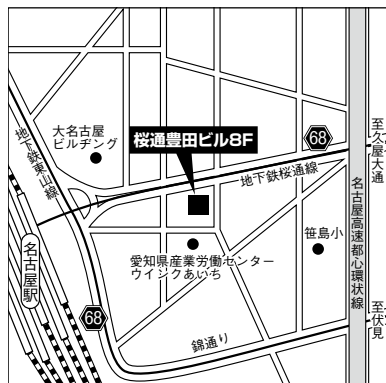 68
至久屋大通
大名古屋
ビルヂング
桜通豊田ビル8F
地下鉄東山線
地下鉄桜通線
名古屋高速都心環状線
笹島小
愛知県産業労働センター
ウインクあいち
名古屋駅
68
錦通り
至伏見